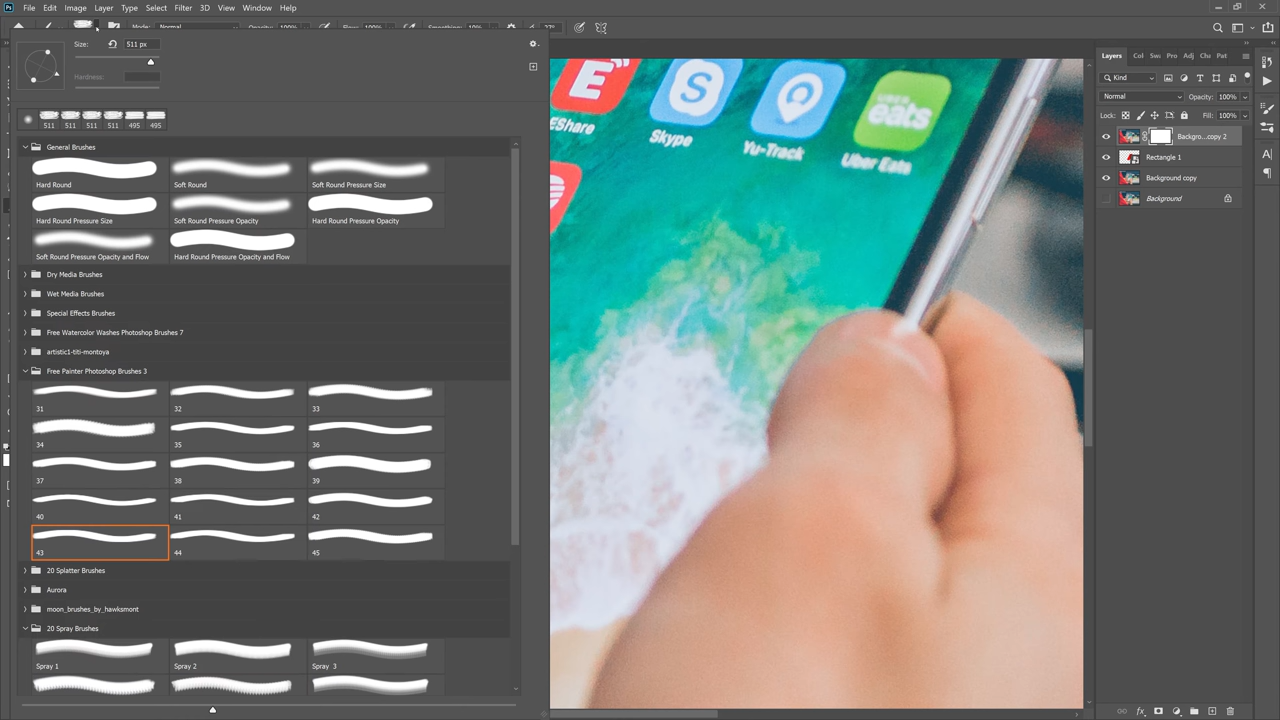 Ps File Edit Image Layer Type Select Filter 3D View Window Help
Mode: Normal Opacity: 100% Flow: 100% Smoothing: 10%
Size: 511 px
Hardness:
511 511 511 511 495 495
General Brushes
Hard Round Soft Round Soft Round Pressure Size
Hard Round Pressure Size Soft Round Pressure Opacity Hard Round Pressure Opacity
Soft Round Pressure Opacity and Flow Hard Round Pressure Opacity and Flow
Dry Media Brushes
Wet Media Brushes
Special Effects Brushes
Free Watercolor Washes Photoshop Brushes 7
artistic1-titi-montoya
Free Painter Photoshop Brushes 3
31 32 33
34 35 36
37 38 39
40 41 42
43 44 45
20 Splatter Brushes
Aurora
moon_brushes_by_hawksmont
20 Spray Brushes
Spray 1 Spray 2 Spray 3
E
EShare
S
Skype
Yu-Track
UBER
eats
Uber Eats
Layers Col Sw Pro Adj Cha Pat
Kind
Normal Opacity: 100%
Lock: Fill: 100%
Backgro...copy 2
Rectangle 1
Background copy
Background